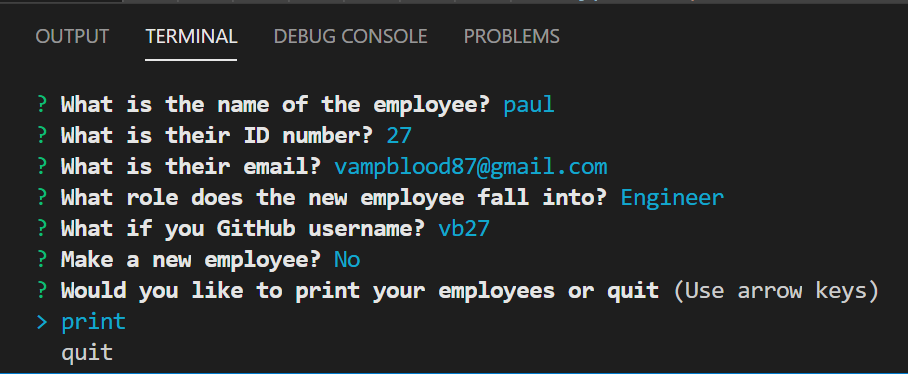 OUTPUT TERMINAL DEBUG CONSOLE PROBLEMS
? What is the name of the employee? paul
? What is their ID number? 27
? What is their email? vampblood87@gmail.com
? What role does the new employee fall into? Engineer
? What if you GitHub username? vb27
? Make a new employee? No
? Would you like to print your employees or quit (Use arrow keys)
> print
quit